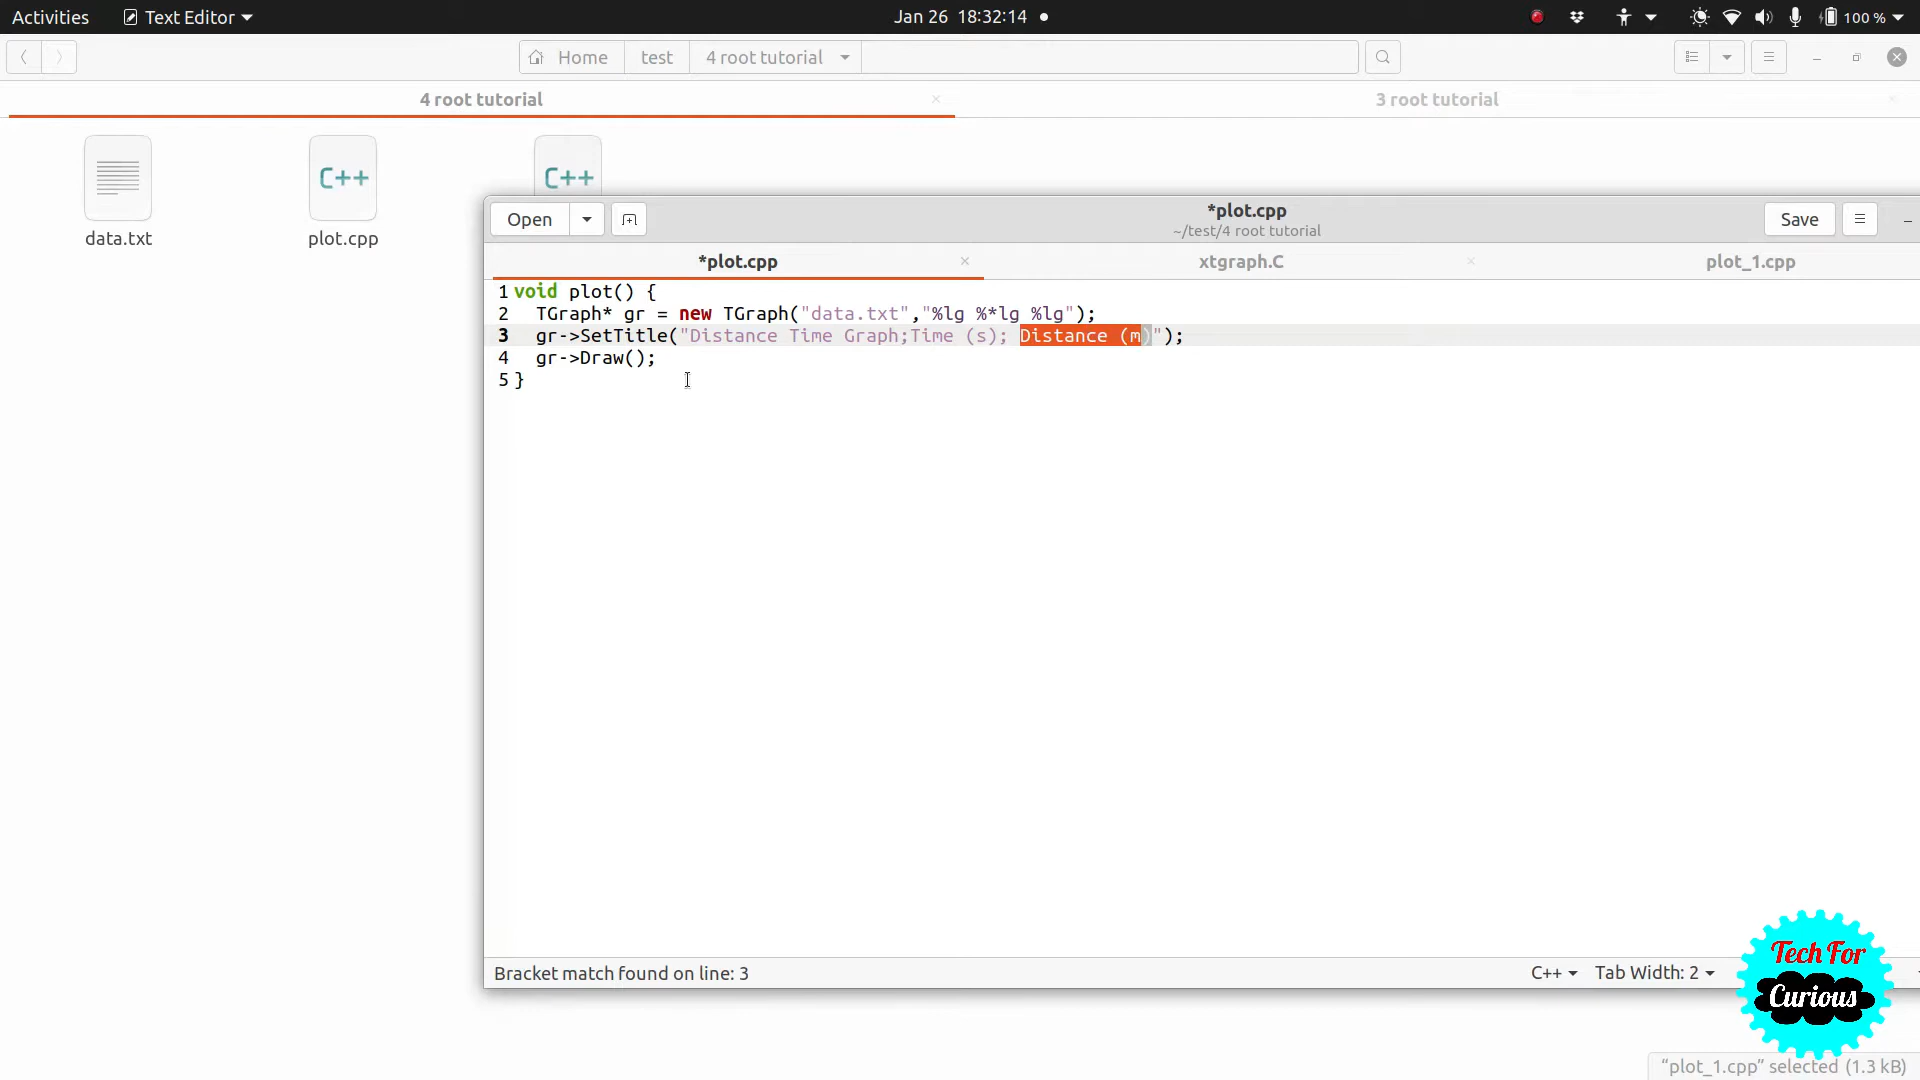 Activities
Text Editor
Jan 26 18:32:14
100 %
Home
test
4 root tutorial
4 root tutorial
3 root tutorial
C++
C++
data.txt
plot.cpp
Open
*plot.cpp
~/test/4 root tutorial
Save
*plot.cpp
xtgraph.C
plot_1.cpp
1 void plot() {
2   TGraph* gr = new TGraph("data.txt","%lg %*lg %lg");
3   gr->SetTitle("Distance Time Graph;Time (s); Distance (m)");
4   gr->Draw();
5 }
Bracket match found on line: 3
C++
Tab Width: 2
Tech For
Curious
“plot_1.cpp” selected (1.3 kB)